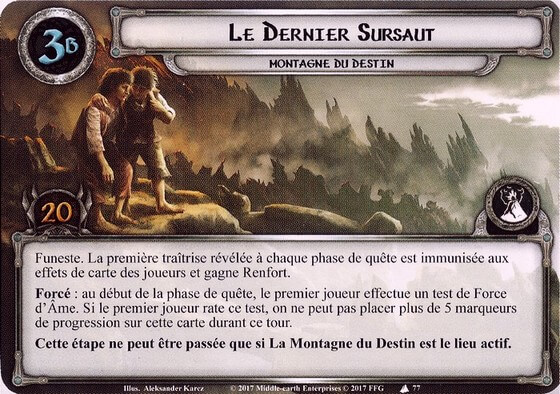 3B
LE DERNIER SURSAUT
MONTAGNE DU DESTIN
20
Funeste. La première traîtrise révélée à chaque phase de quête est immunisée aux
effets de carte des joueurs et gagne Renfort.
Forcé : au début de la phase de quête, le premier joueur effectue un test de Force
d'Âme. Si le premier joueur rate ce test, on ne peut pas placer plus de 5 marqueurs
de progression sur cette carte durant ce tour.
Cette étape ne peut être passée que si La Montagne du Destin est le lieu actif.
Illus. Aleksander Karcz © 2017 Middle-earth Enterprises © 2017 FFG 77